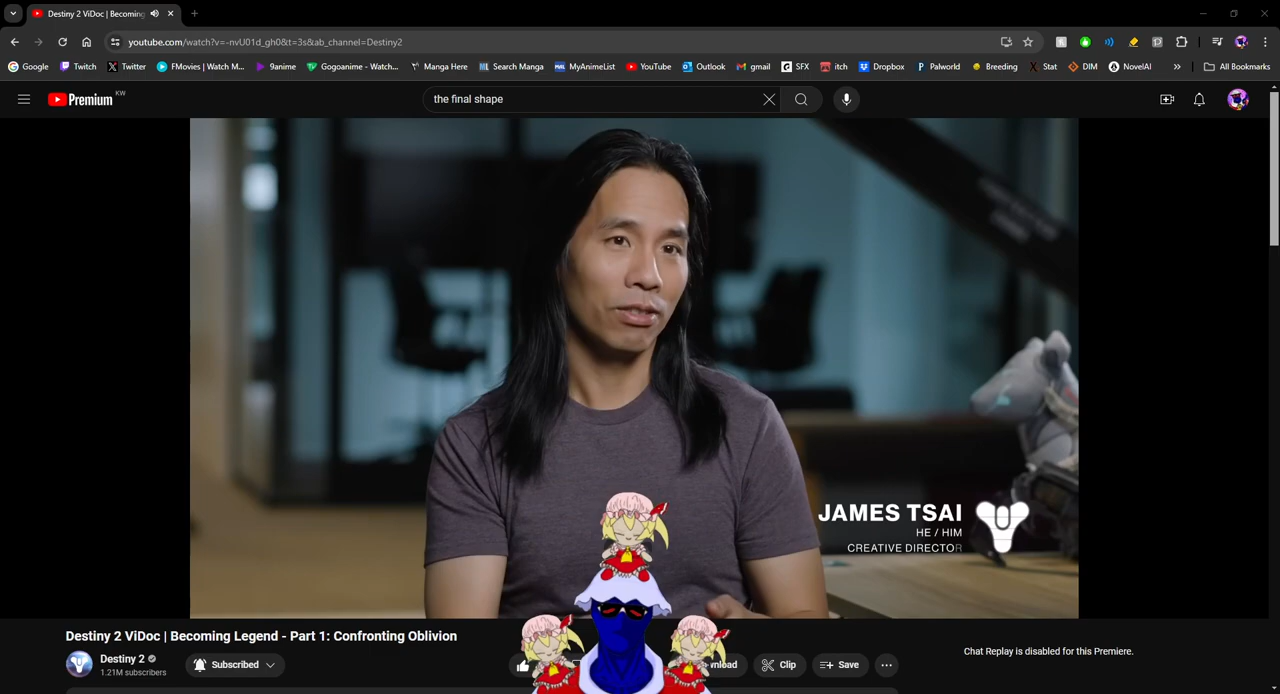 Destiny 2 ViDoc | Becoming
youtube.com/watch?v=-nvU01d_gh0&t=3s&ab_channel=Destiny2
Google Twitch Twitter FMovies | Watch M... 9anime Gogoanime - Watch... Manga Here Search Manga MyAnimeList YouTube Outlook gmail SFX itch Dropbox Palworld Breeding Stat DIM NovelAI » All Bookmarks
Premium KW
the final shape
JAMES TSAI
HE / HIM
CREATIVE DIRECTOR
Destiny 2 ViDoc | Becoming Legend - Part 1: Confronting Oblivion
Chat Replay is disabled for this Premiere.
Destiny 2
1.21M subscribers
Subscribed
Clip
Save